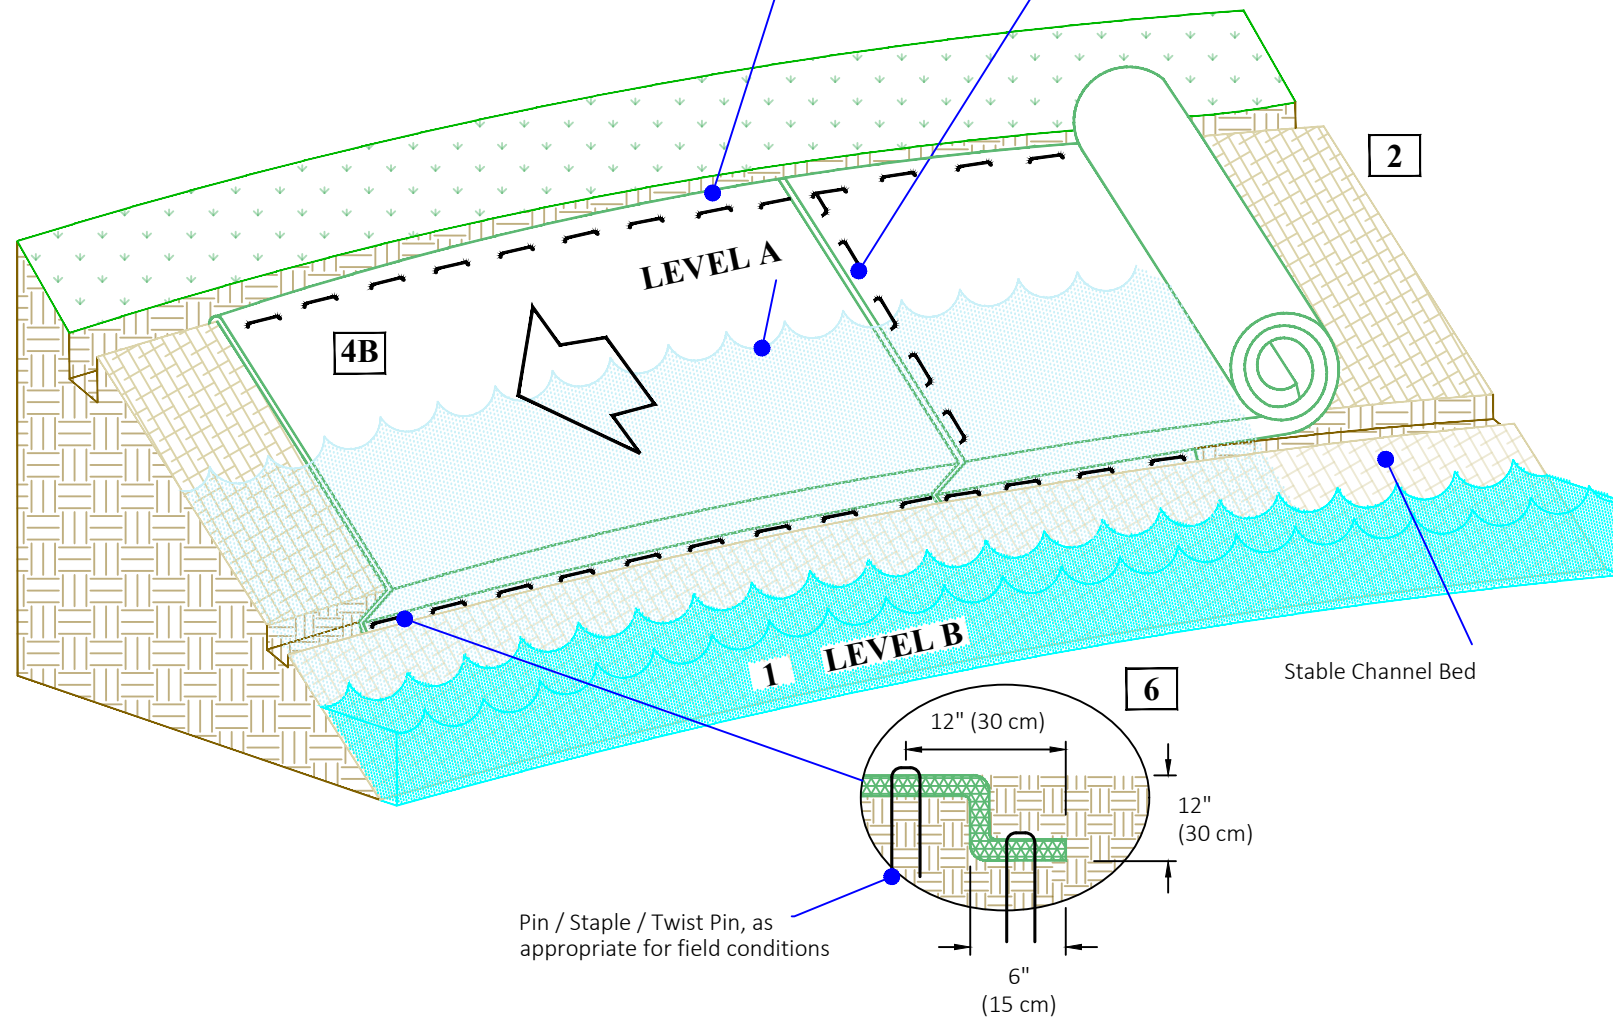 2
LEVEL A
4B
Stable Channel Bed
1 LEVEL B
6
12" (30 cm)
12"
(30 cm)
Pin / Staple / Twist Pin, as
appropriate for field conditions
6"
(15 cm)